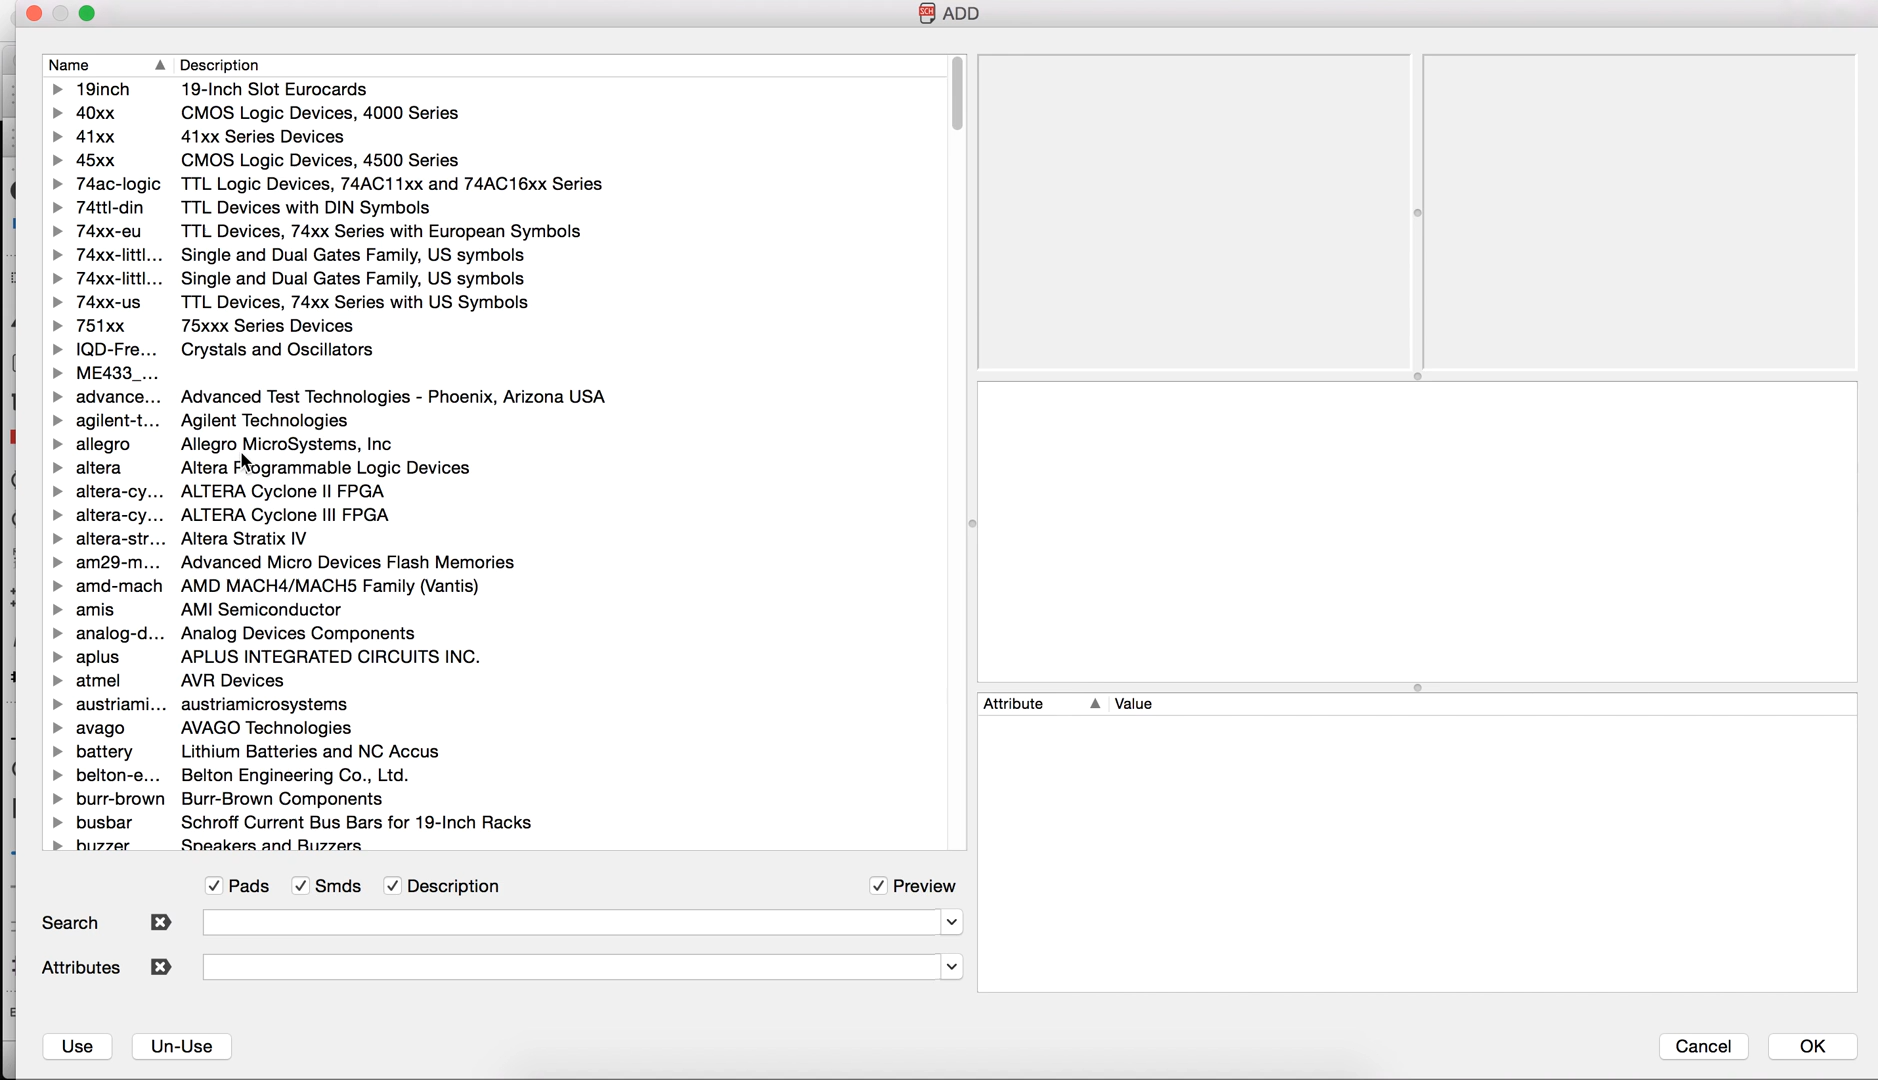 SCH ADD
Name ▲ Description
19inch 19-Inch Slot Eurocards
40xx CMOS Logic Devices, 4000 Series
41xx 41xx Series Devices
45xx CMOS Logic Devices, 4500 Series
74ac-logic TTL Logic Devices, 74AC11xx and 74AC16xx Series
74ttl-din TTL Devices with DIN Symbols
74xx-eu TTL Devices, 74xx Series with European Symbols
74xx-littl... Single and Dual Gates Family, US symbols
74xx-littl... Single and Dual Gates Family, US symbols
74xx-us TTL Devices, 74xx Series with US Symbols
751xx 75xxx Series Devices
IQD-Fre... Crystals and Oscillators
ME433_...
advance... Advanced Test Technologies - Phoenix, Arizona USA
agilent-t... Agilent Technologies
allegro Allegro MicroSystems, Inc
altera Altera Programmable Logic Devices
altera-cy... ALTERA Cyclone II FPGA
altera-cy... ALTERA Cyclone III FPGA
altera-str... Altera Stratix IV
am29-m... Advanced Micro Devices Flash Memories
amd-mach AMD MACH4/MACH5 Family (Vantis)
amis AMI Semiconductor
analog-d... Analog Devices Components
aplus APLUS INTEGRATED CIRCUITS INC.
atmel AVR Devices
austriami... austriamicrosystems
avago AVAGO Technologies
battery Lithium Batteries and NC Accus
belton-e... Belton Engineering Co., Ltd.
burr-brown Burr-Brown Components
busbar Schroff Current Bus Bars for 19-Inch Racks
buzzer Speakers and Buzzers
Attribute ▲ Value
Pads Smds Description Preview
Search
Attributes
Use Un-Use Cancel OK